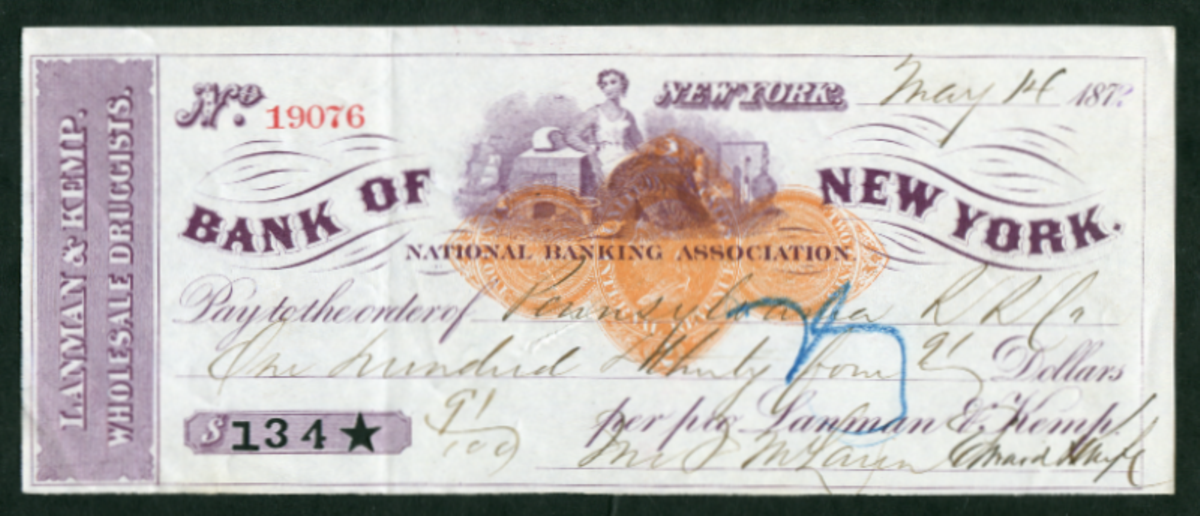 LANMAN & KEMP.
WHOLESALE DRUGGISTS.
No. 19076
NEW YORK. May 14 187
BANK OF NEW YORK.
NATIONAL BANKING ASSOCIATION
Pay to the order of Pennsylvania R R Co
One hundred thirty four 91/ Dollars
$134★ 91/100
per pro Lanman & Kemp.
Edward Kemp